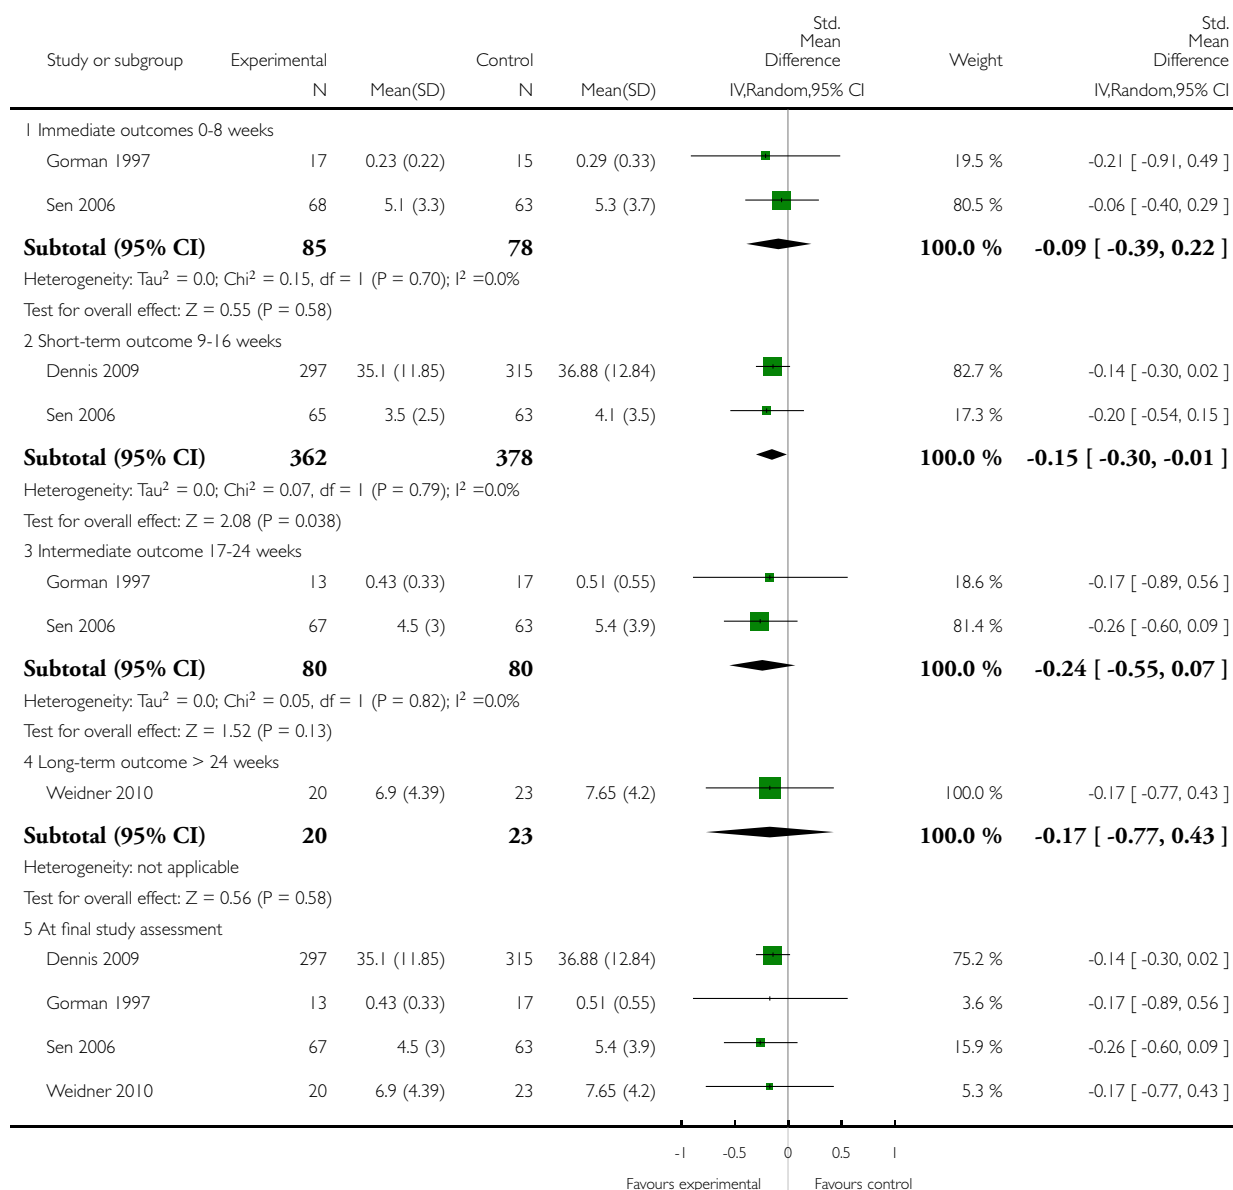 Std. Mean Difference Std. Mean Difference
Study or subgroup Experimental Control Weight
N Mean(SD) N Mean(SD) IV,Random,95% CI IV,Random,95% CI
1 Immediate outcomes 0-8 weeks
Gorman 1997 17 0.23 (0.22) 15 0.29 (0.33) 19.5 % -0.21 [ -0.91, 0.49 ]
Sen 2006 68 5.1 (3.3) 63 5.3 (3.7) 80.5 % -0.06 [ -0.40, 0.29 ]
Subtotal (95% CI) 85 78 100.0 % -0.09 [ -0.39, 0.22 ]
Heterogeneity: Tau² = 0.0; Chi² = 0.15, df = 1 (P = 0.70); I² =0.0%
Test for overall effect: Z = 0.55 (P = 0.58)
2 Short-term outcome 9-16 weeks
Dennis 2009 297 35.1 (11.85) 315 36.88 (12.84) 82.7 % -0.14 [ -0.30, 0.02 ]
Sen 2006 65 3.5 (2.5) 63 4.1 (3.5) 17.3 % -0.20 [ -0.54, 0.15 ]
Subtotal (95% CI) 362 378 100.0 % -0.15 [ -0.30, -0.01 ]
Heterogeneity: Tau² = 0.0; Chi² = 0.07, df = 1 (P = 0.79); I² =0.0%
Test for overall effect: Z = 2.08 (P = 0.038)
3 Intermediate outcome 17-24 weeks
Gorman 1997 13 0.43 (0.33) 17 0.51 (0.55) 18.6 % -0.17 [ -0.89, 0.56 ]
Sen 2006 67 4.5 (3) 63 5.4 (3.9) 81.4 % -0.26 [ -0.60, 0.09 ]
Subtotal (95% CI) 80 80 100.0 % -0.24 [ -0.55, 0.07 ]
Heterogeneity: Tau² = 0.0; Chi² = 0.05, df = 1 (P = 0.82); I² =0.0%
Test for overall effect: Z = 1.52 (P = 0.13)
4 Long-term outcome > 24 weeks
Weidner 2010 20 6.9 (4.39) 23 7.65 (4.2) 100.0 % -0.17 [ -0.77, 0.43 ]
Subtotal (95% CI) 20 23 100.0 % -0.17 [ -0.77, 0.43 ]
Heterogeneity: not applicable
Test for overall effect: Z = 0.56 (P = 0.58)
5 At final study assessment
Dennis 2009 297 35.1 (11.85) 315 36.88 (12.84) 75.2 % -0.14 [ -0.30, 0.02 ]
Gorman 1997 13 0.43 (0.33) 17 0.51 (0.55) 3.6 % -0.17 [ -0.89, 0.56 ]
Sen 2006 67 4.5 (3) 63 5.4 (3.9) 15.9 % -0.26 [ -0.60, 0.09 ]
Weidner 2010 20 6.9 (4.39) 23 7.65 (4.2) 5.3 % -0.17 [ -0.77, 0.43 ]
-1 -0.5 0 0.5 1
Favours experimental Favours control